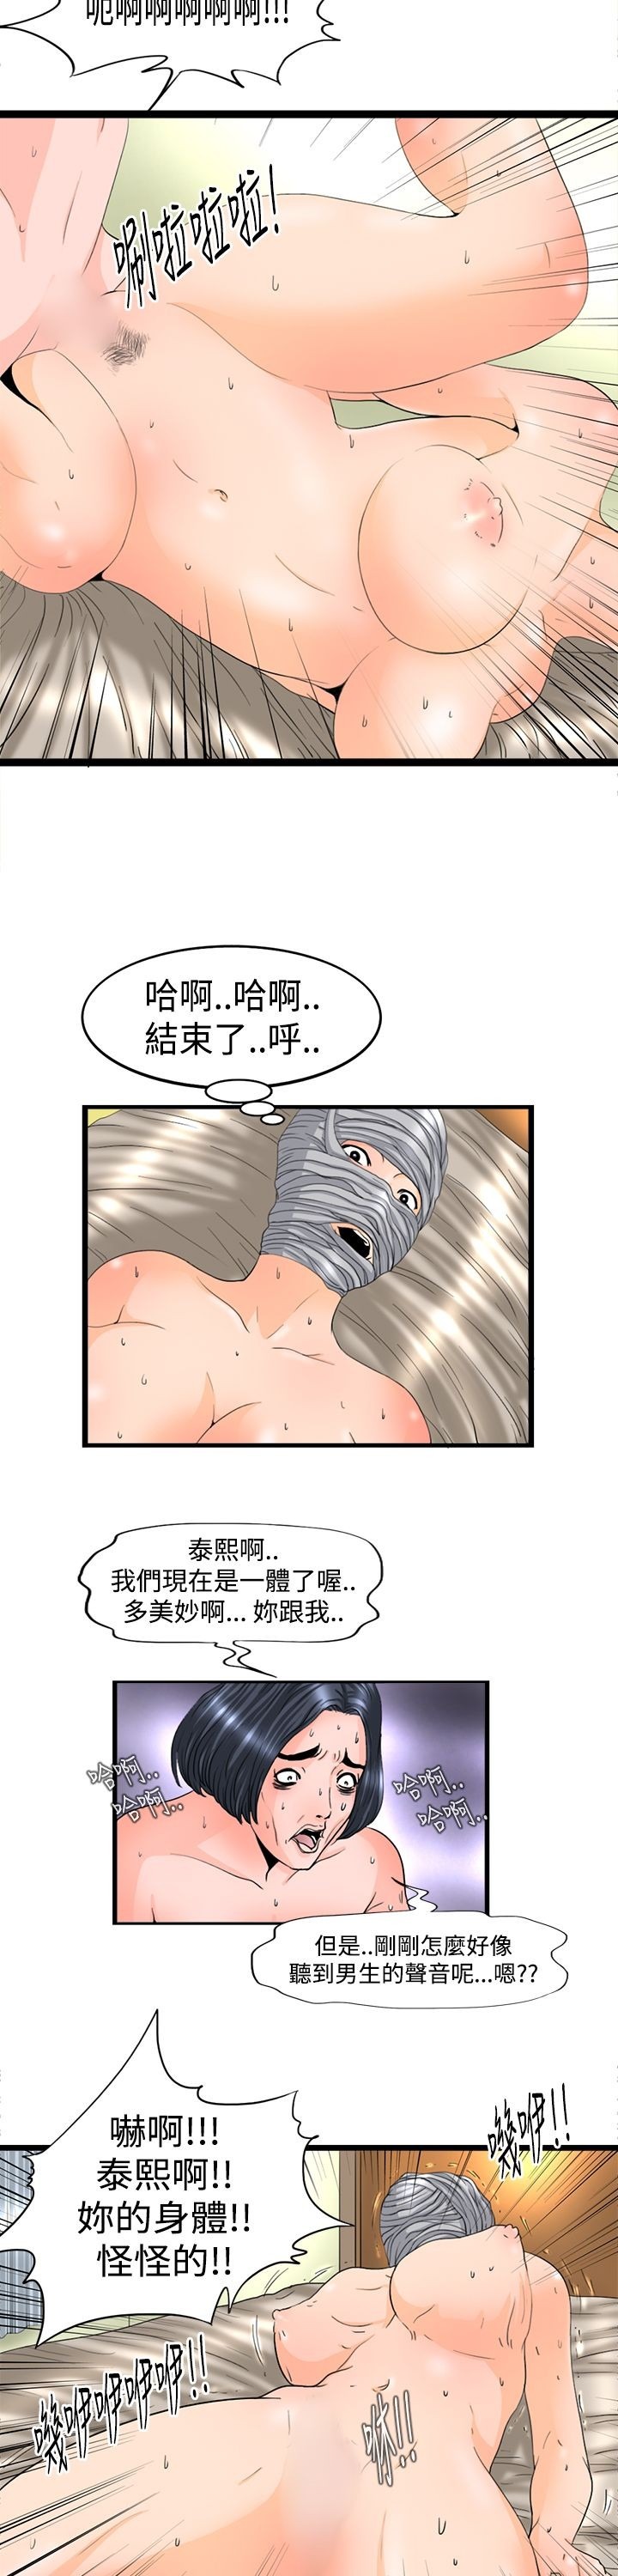 呃啊啊啊啊啊!!!
唰啦啦啦!
哈啊..哈啊..
結束了..呼..
泰熙啊..
我們現在是一體了喔..
多美妙啊... 妳跟我..
哈啊..
哈啊..
哈啊..
哈啊..
但是..剛剛怎麼好像
聽到男生的聲音呢...嗯??
嘰咿!!
嚇啊!!!
泰熙啊!!
妳的身體!!
怪怪的!!
嘰咿咿咿咿!!
咻!!